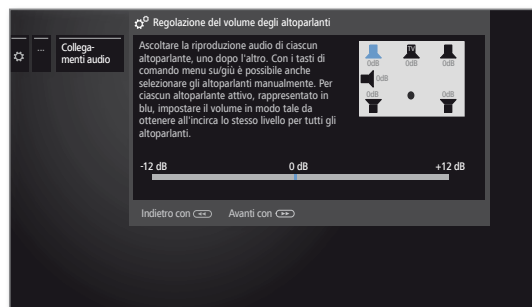 Regolazione del volume degli altoparlanti
...
Collega-
menti audio
Ascoltare la riproduzione audio di ciascun
altoparlante, uno dopo l'altro. Con i tasti di
comando menu su/giù è possibile anche
selezionare gli altoparlanti manualmente. Per
ciascun altoparlante attivo, rappresentato in
blu, impostare il volume in modo tale da
ottenere all'incirca lo stesso livello per tutti gli
altoparlanti.
TV
0dB 0dB 0dB
0dB
0dB 0dB
-12 dB 0 dB +12 dB
Indietro con Avanti con